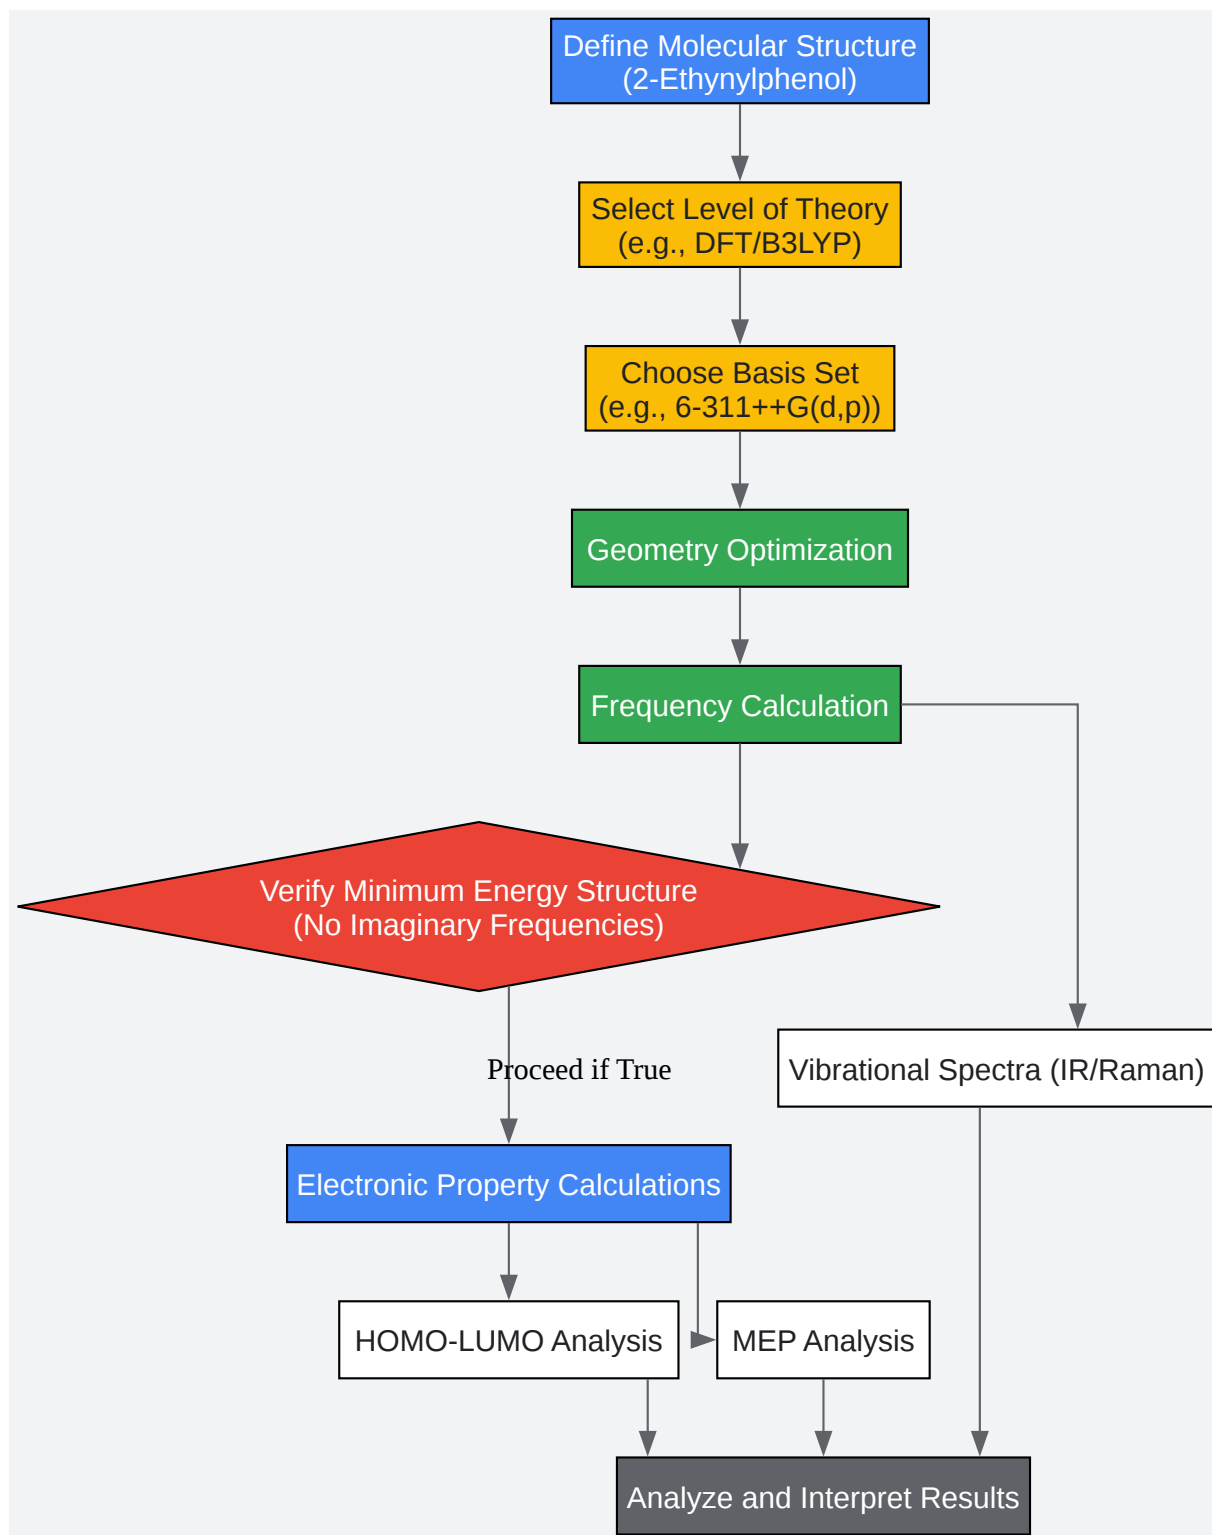 Define Molecular Structure
(2-Ethynylphenol)
Select Level of Theory
(e.g., DFT/B3LYP)
Choose Basis Set
(e.g., 6-311++G(d,p))
Geometry Optimization
Frequency Calculation
Verify Minimum Energy Structure
(No Imaginary Frequencies)
Proceed if True
Vibrational Spectra (IR/Raman)
Electronic Property Calculations
HOMO-LUMO Analysis
MEP Analysis
Analyze and Interpret Results